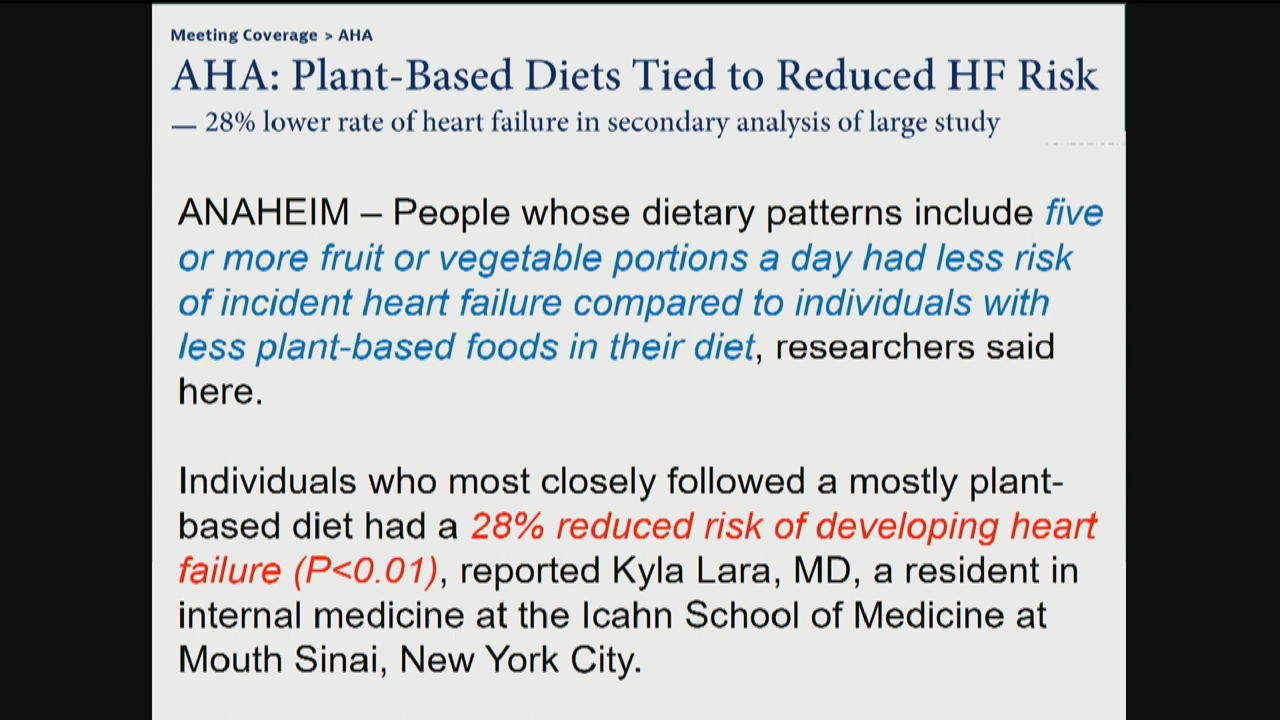 Meeting Coverage > AHA
AHA: Plant-Based Diets Tied to Reduced HF Risk
— 28% lower rate of heart failure in secondary analysis of large study
ANAHEIM – People whose dietary patterns include five
or more fruit or vegetable portions a day had less risk
of incident heart failure compared to individuals with
less plant-based foods in their diet, researchers said
here.
Individuals who most closely followed a mostly plant-
based diet had a 28% reduced risk of developing heart
failure (P<0.01), reported Kyla Lara, MD, a resident in
internal medicine at the Icahn School of Medicine at
Mouth Sinai, New York City.